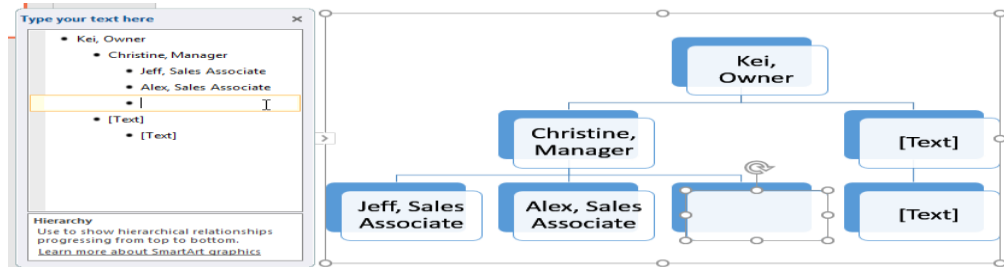 Type your text here
Kei, Owner
Christine, Manager
Jeff, Sales Associate
Alex, Sales Associate
[Text]
[Text]
Hierarchy
Use to show hierarchical relationships
progressing from top to bottom.
Learn more about SmartArt graphics
Kei,
Owner
Christine,
Manager
[Text]
Jeff, Sales
Associate
Alex, Sales
Associate
[Text]